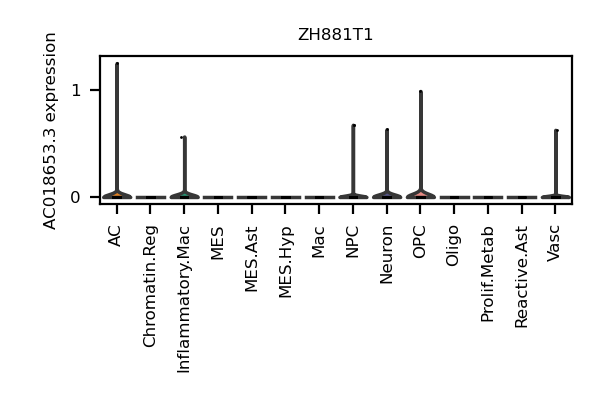 ZH881T1
AC018653.3 expression
1
0
AC
Chromatin.Reg
Inflammatory.Mac
MES
MES.Ast
MES.Hyp
Mac
NPC
Neuron
OPC
Oligo
Prolif.Metab
Reactive.Ast
Vasc